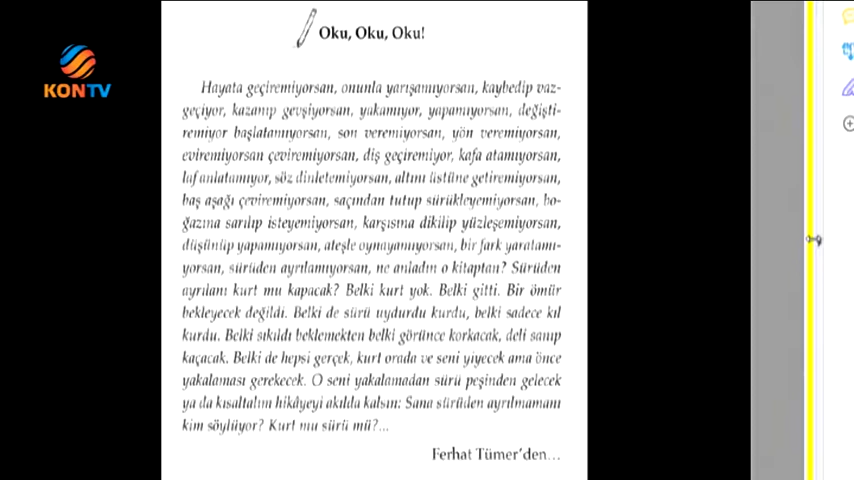 Oku, Oku, Oku!
KONTV
Hayata geçiremiyorsan, onunla yarışamıyorsan, kaybedip vaz-
geçiyor, kazanıp gevşiyorsan, yakamıyor, yapamıyorsan, değişti-
remiyor başlatamıyorsan, son veremiyorsan, yön veremiyorsan,
eviremiyorsan çeviremiyorsan, diş geçiremiyor, kafa atamıyorsan,
laf anlatamıyor, söz dinletemiyorsan, altını üstüne getiremiyorsan,
baş aşağı çeviremiyorsan, saçından tutup sürükleyemiyorsan, bo-
ğazına sarılıp isteyemiyorsan, karşısına dikilip yüzleşemiyorsan,
düşünüp yapamıyorsan, ateşle oynayamıyorsan, bir fark yaratamı-
yorsan, sürüden ayrılamıyorsan, ne anladın o kitaptan? Sürüden
ayrılanı kurt mu kapacak? Belki kurt yok. Belki gitti. Bir ömür
bekleyecek değildi. Belki de sürü uydurdu kurdu, belki sadece kıl
kurdu. Belki sıkıldı beklemekten belki görünce korkacak, deli sanıp
kaçacak. Belki de hepsi gerçek, kurt orada ve seni yiyecek ama önce
yakalaması gerekecek. O seni yakalamadan sürü peşinden gelecek
ya da kısaltalım hikâyeyi akılda kalsın: Sana sürüden ayrılmamanı
kim söylüyor? Kurt mu sürü mü?...
Ferhat Tümer'den...